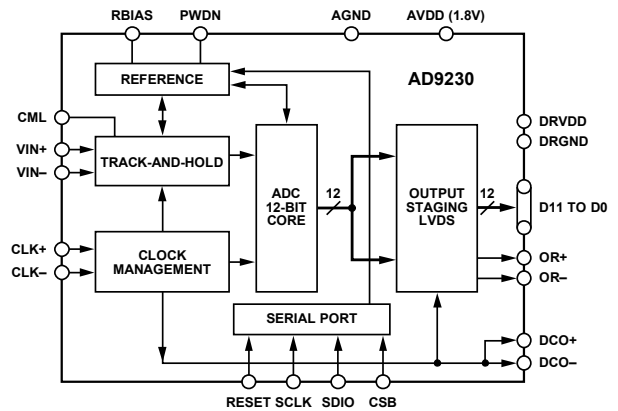 RBIAS PWDN AGND AVDD (1.8V)
REFERENCE
AD9230
CML
VIN+
VIN–
TRACK-AND-HOLD
ADC
12-BIT
CORE
12
OUTPUT
STAGING
LVDS
12
DRVDD
DRGND
D11 TO D0
CLK+
CLK–
CLOCK
MANAGEMENT
OR+
OR–
SERIAL PORT
DCO+
DCO–
RESET SCLK SDIO CSB